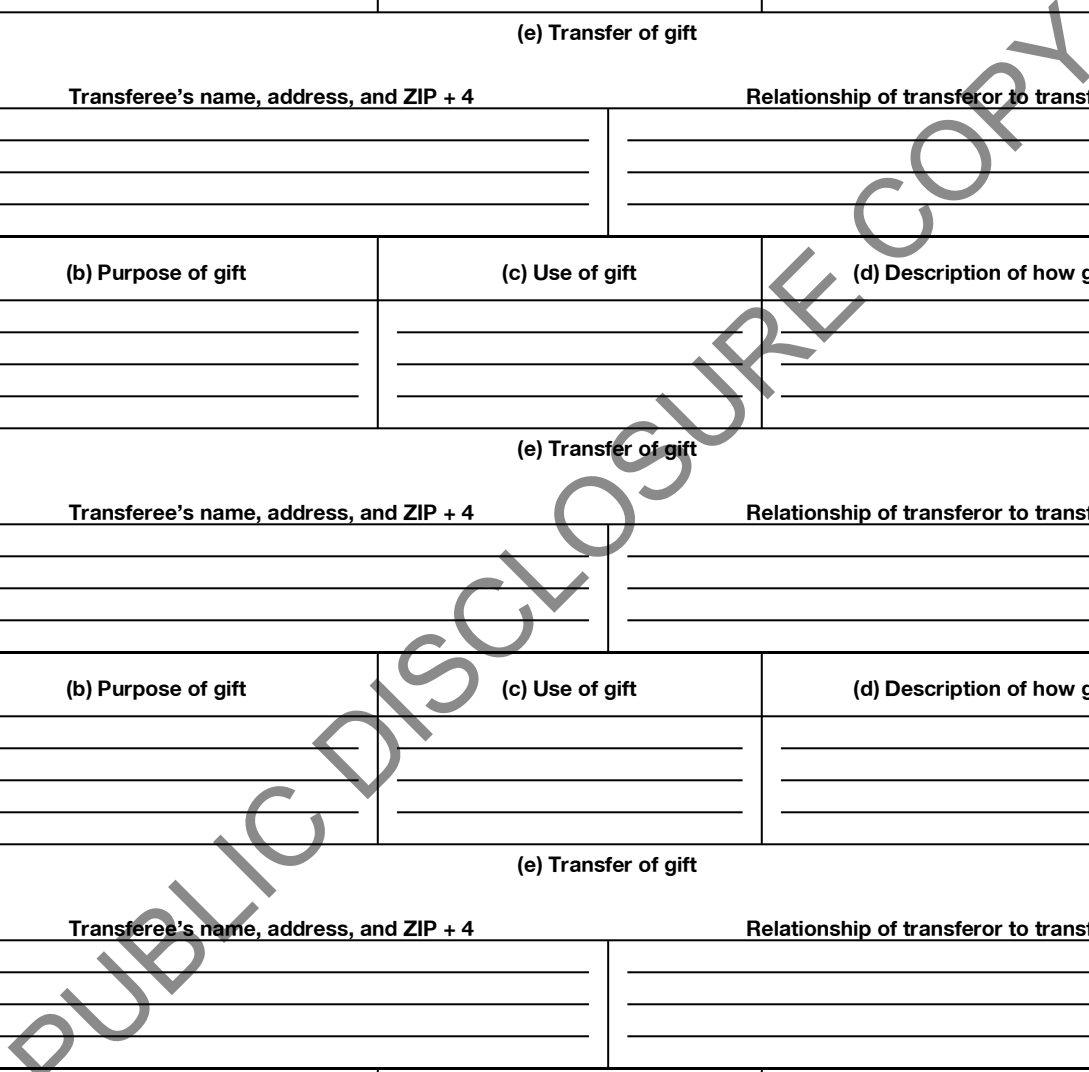 (e) Transfer of gift
Transferee’s name, address, and ZIP + 4 Relationship of transferor to
(b) Purpose of gift (c) Use of gift (d) Description of how
(e) Transfer of gift
Transferee’s name, address, and ZIP + 4 Relationship of transferor to
(b) Purpose of gift (c) Use of gift (d) Description of how
(e) Transfer of gift
Transferee’s name, address, and ZIP + 4 Relationship of transferor to
PUBLIC DISCLOSURE COPY